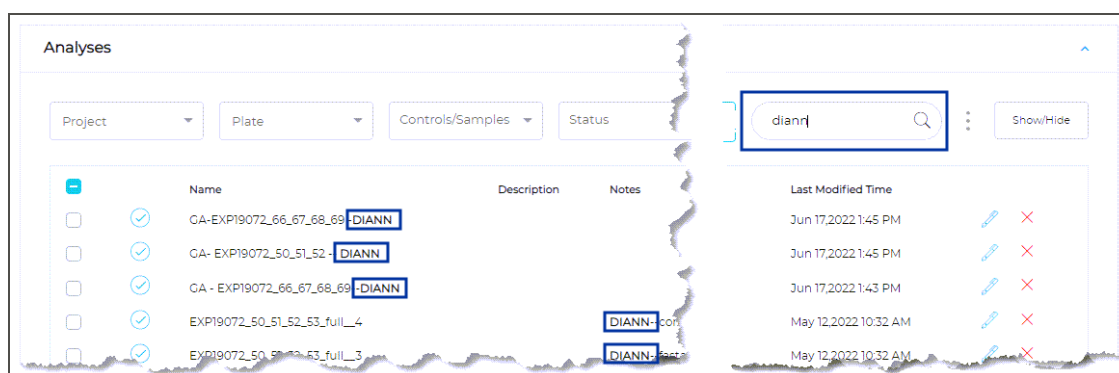 Analyses
Project Plate Controls/Samples Status diann Show/Hide
Name Description Notes Last Modified Time
GA-EXP19072_66_67_68_69-DIANN Jun 17,2022 1:45 PM
GA- EXP19072_50_51_52 - DIANN Jun 17,2022 1:45 PM
GA - EXP19072_66_67_68_69 -DIANN Jun 17,2022 1:43 PM
EXP19072_50_51_52_53_full__4 DIANN--con May 12,2022 10:32 AM
EXP19072_50_51_52_53_full__3 DIANN--fasta May 12,2022 10:32 AM